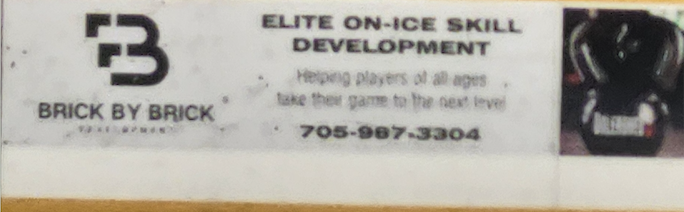 ELITE ON-ICE SKILL
DEVELOPMENT
Helping players of all ages
take their game to the next level
705-987-3304
BRICK BY BRICK